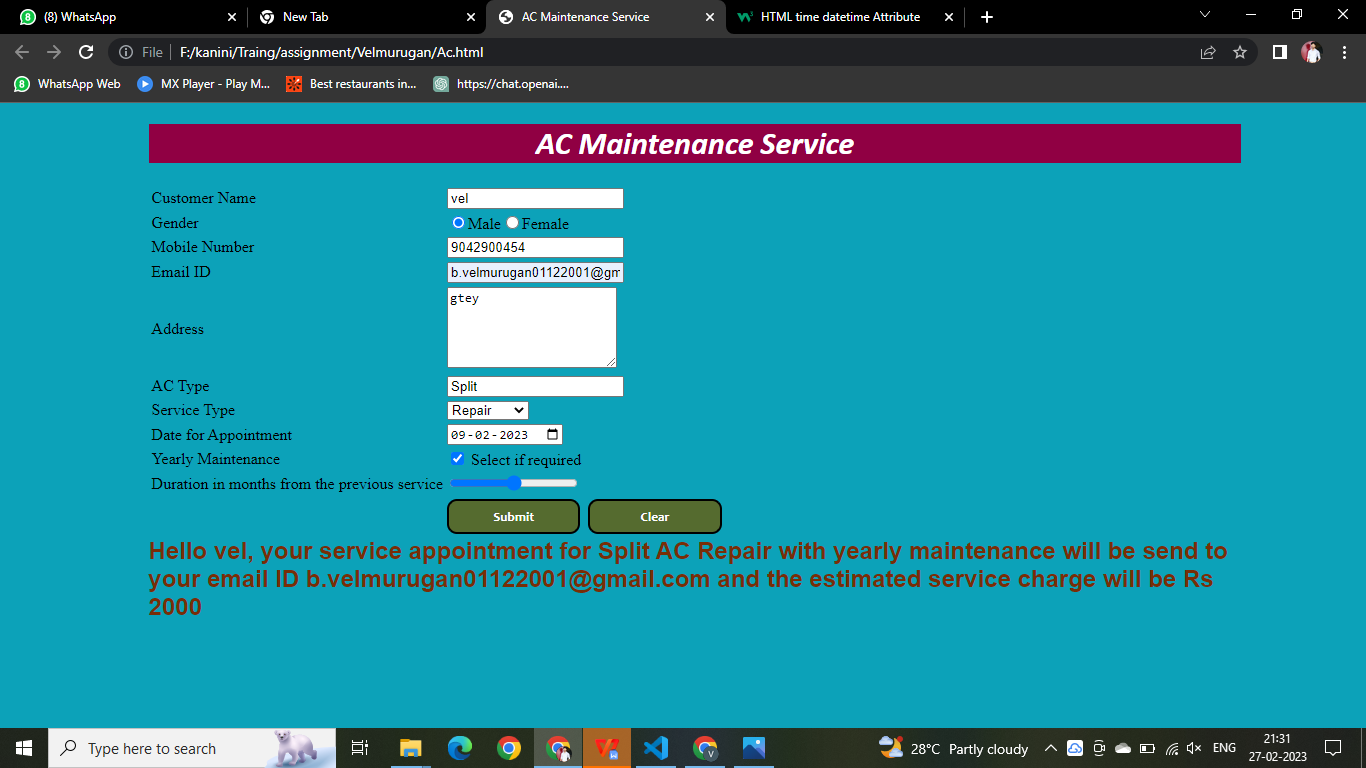 (8) WhatsApp
New Tab
AC Maintenance Service
HTML time datetime Attribute
File F:/kanini/Traing/assignment/Velmurugan/Ac.html
WhatsApp Web
MX Player - Play M...
Best restaurants in...
https://chat.openai....
AC Maintenance Service
Customer Name vel
Gender Male Female
Mobile Number 9042900454
Email ID b.velmurugan01122001@gm
Address gtey
AC Type Split
Service Type Repair
Date for Appointment 09-02-2023
Yearly Maintenance Select if required
Duration in months from the previous service
Submit Clear
Hello vel, your service appointment for Split AC Repair with yearly maintenance will be send to
your email ID b.velmurugan01122001@gmail.com and the estimated service charge will be Rs
2000
Type here to search
28°C Partly cloudy
ENG
21:31
27-02-2023